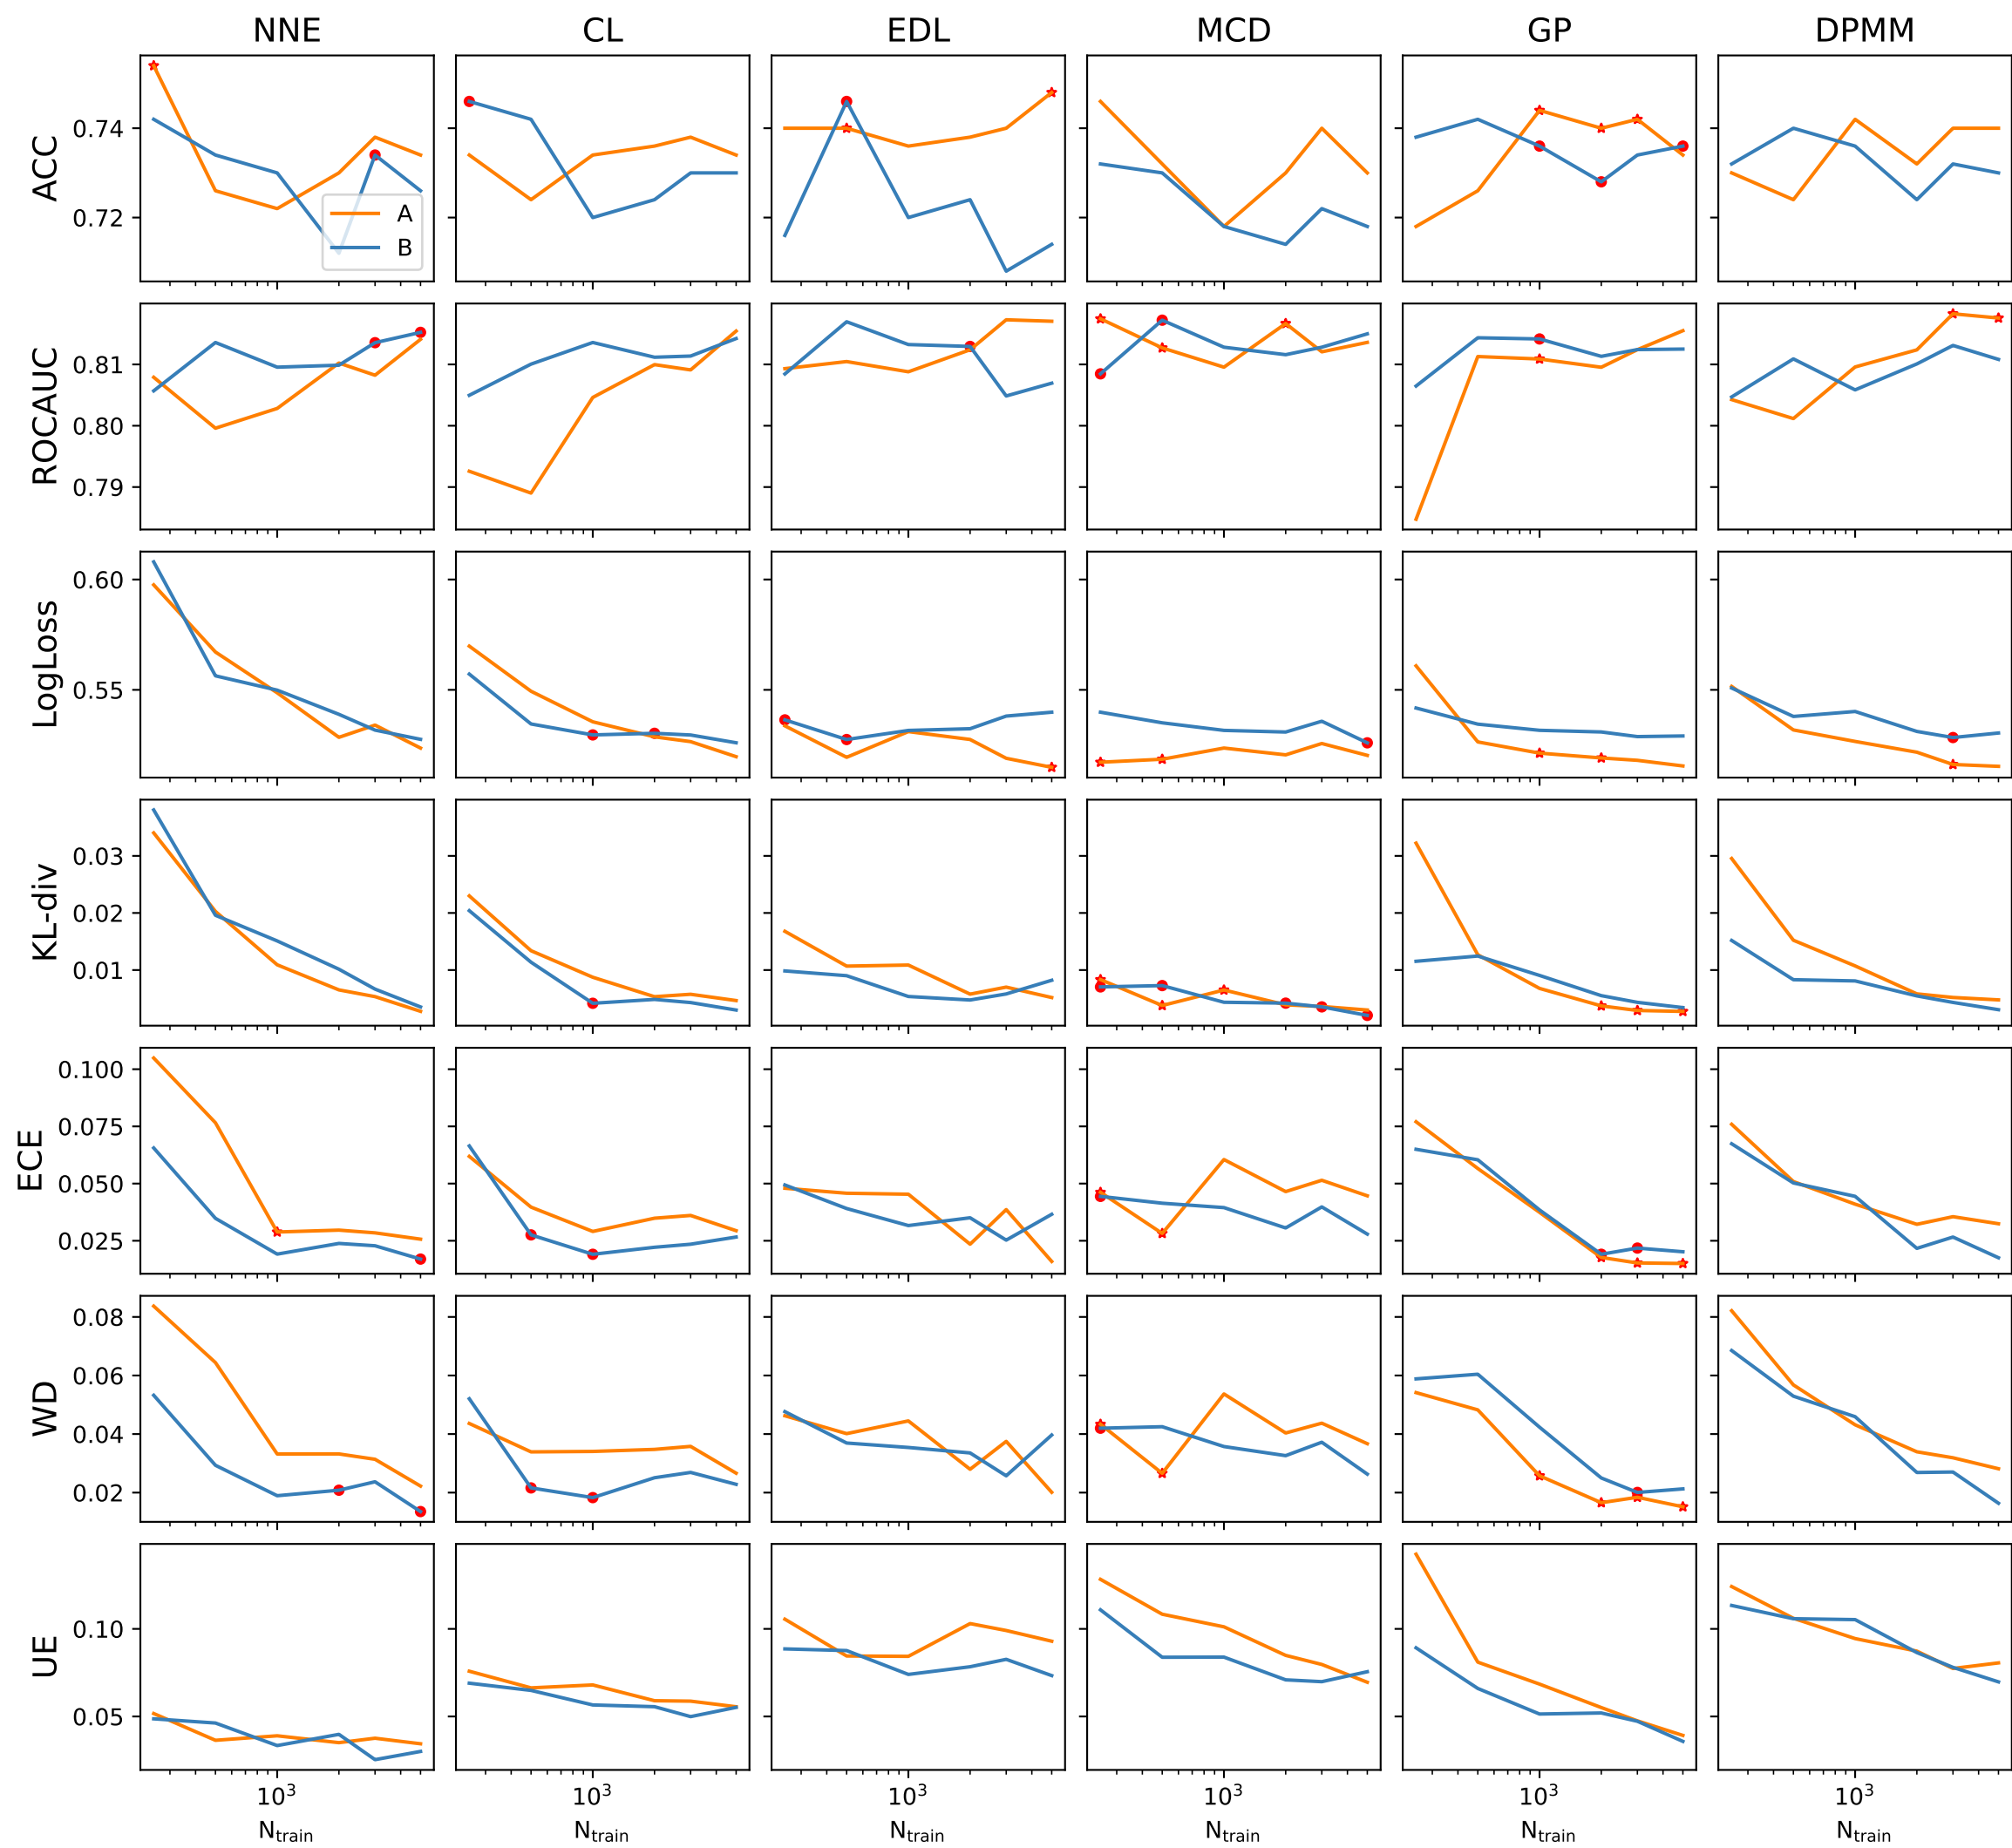 NNE CL EDL MCD GP DPMM
ACC
0.74
0.72
A
B
ROCAUC
0.81
0.80
0.79
LogLoss
0.60
0.55
KL-div
0.03
0.02
0.01
ECE
0.100
0.075
0.050
0.025
WD
0.08
0.06
0.04
0.02
UE
0.10
0.05
10³ 10³ 10³ 10³ 10³ 10³
N_train N_train N_train N_train N_train N_train